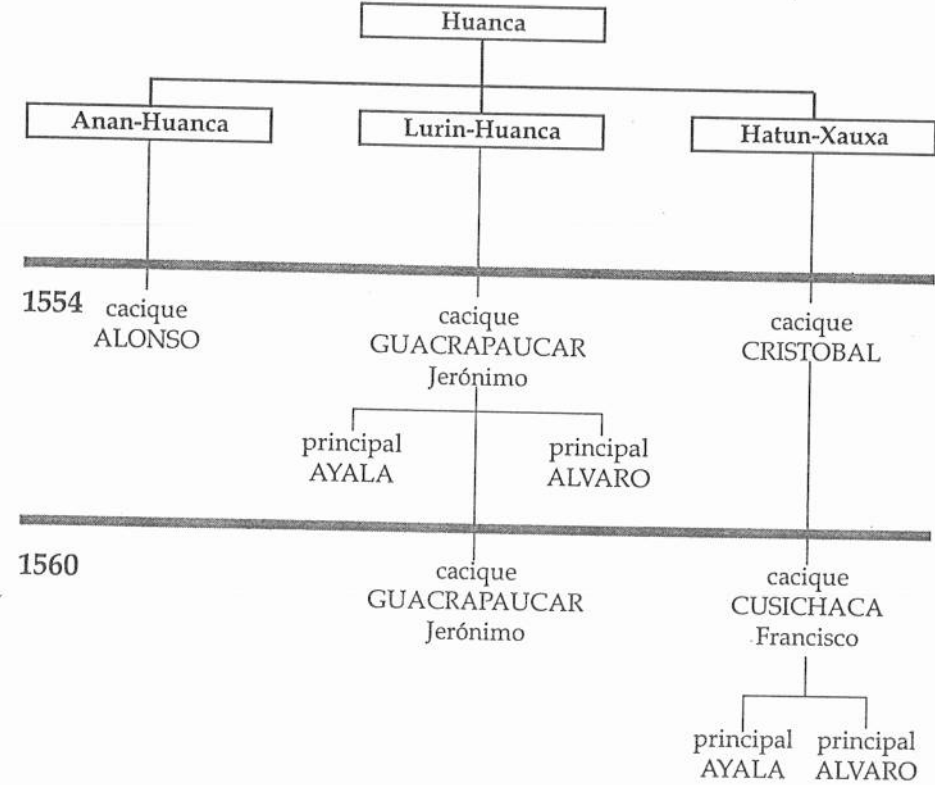 Huanca
Anan-Huanca
Lurin-Huanca
Hatun-Xauxa
1554
cacique
ALONSO
cacique
GUACRAPAUCAR
Jerónimo
cacique
CRISTOBAL
principal
AYALA
principal
ALVARO
1560
cacique
GUACRAPAUCAR
Jerónimo
cacique
CUSICHACA
Francisco
principal
AYALA
principal
ALVARO